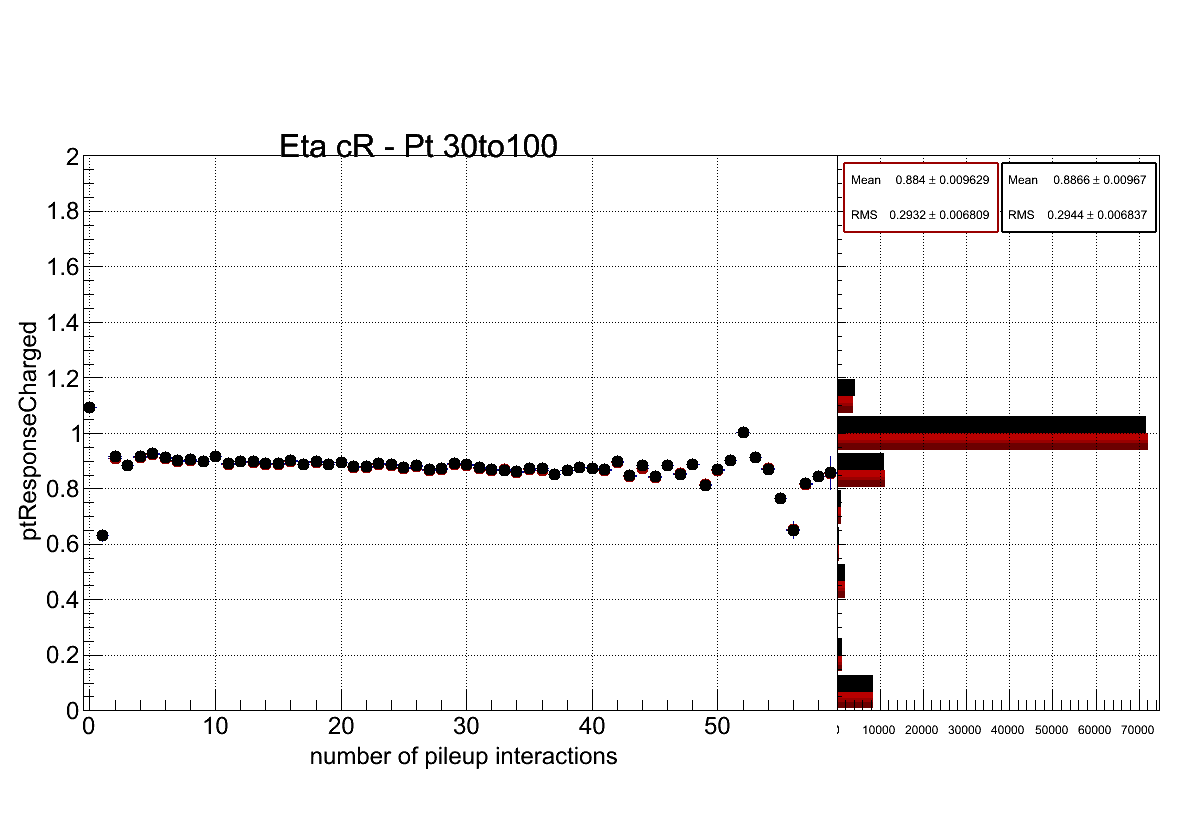 Eta cR - Pt 30to100
2
1.8
1.6
1.4
1.2
1
0.8
0.6
0.4
0.2
0
ptResponseCharged
0 10 20 30 40 50
number of pileup interactions
Mean 0.884 ± 0.009629
RMS 0.2932 ± 0.006809
Mean 0.8866 ± 0.00967
RMS 0.2944 ± 0.006837
10000 20000 30000 40000 50000 60000 70000